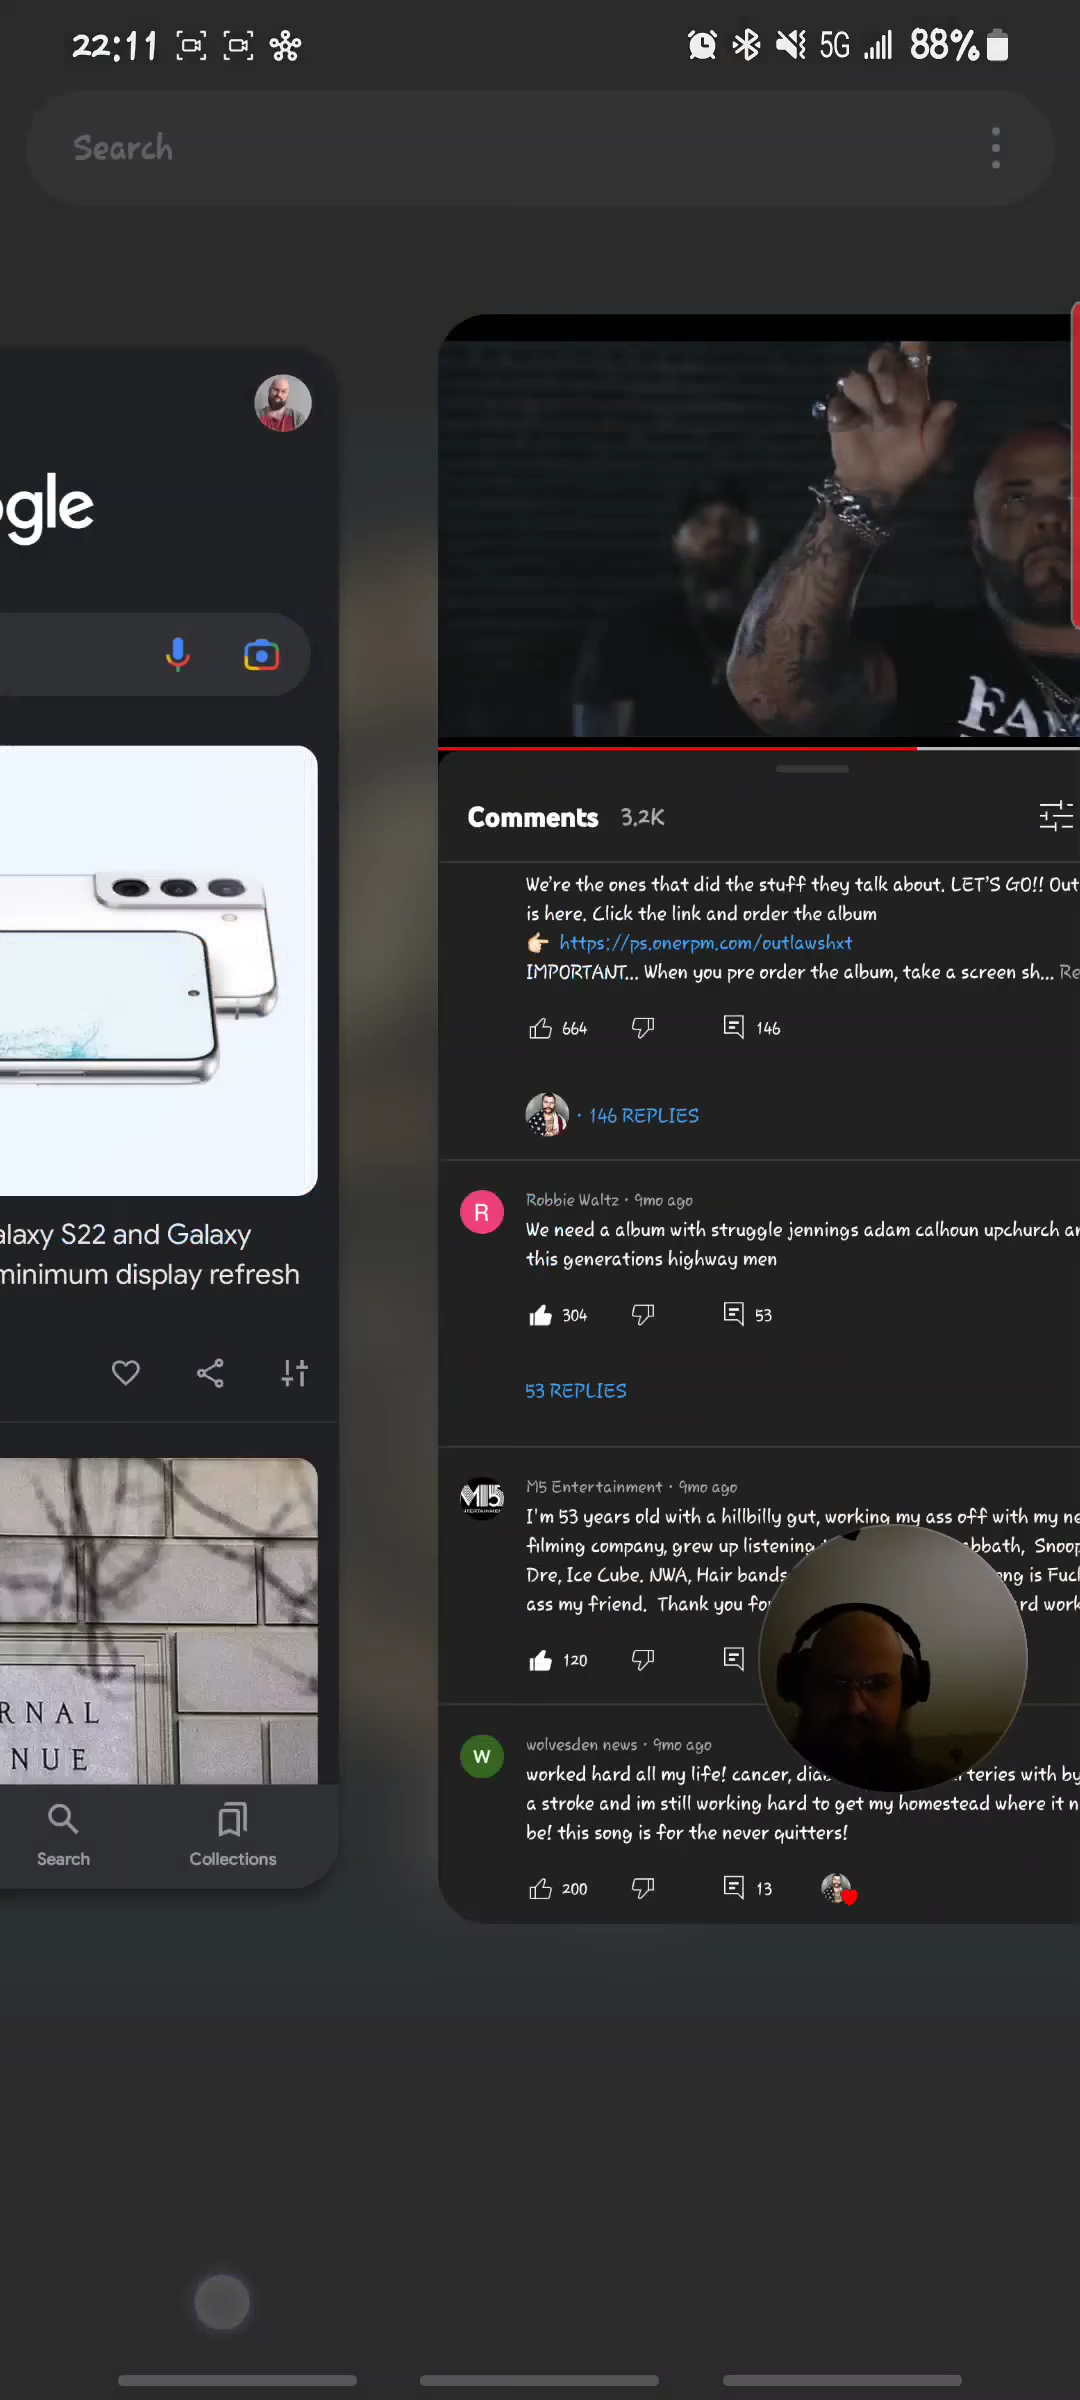 22:11
5G
88%
Search
ogle
alaxy S22 and Galaxy
minimum display refresh
RNAL
NUE
Search
Collections
FA
Comments 3.2K
We're the ones that did the stuff they talk about. LET'S GO!! Out
is here. Click the link and order the album
👉🏻 https://ps.onerpm.com/outlawshxt
IMPORTANT... When you pre order the album, take a screen sh... Re
664
146
· 146 REPLIES
R
Robbie Waltz · 9mo ago
We need a album with struggle jennings adam calhoun upchurch an
this generations highway men
304
53
53 REPLIES
M5
M5 Entertainment · 9mo ago
I'm 53 years old with a hillbilly gut, working my ass off with my ne
filming company, grew up listening bbath, Snoop
Dre, Ice Cube. NWA, Hair bands ong is Fuc
ass my friend. Thank you fo rd work
120
W
wolvesden news · 9mo ago
worked hard all my life! cancer, dia teries with by
a stroke and im still working hard to get my homestead where it n
be! this song is for the never quitters!
200
13